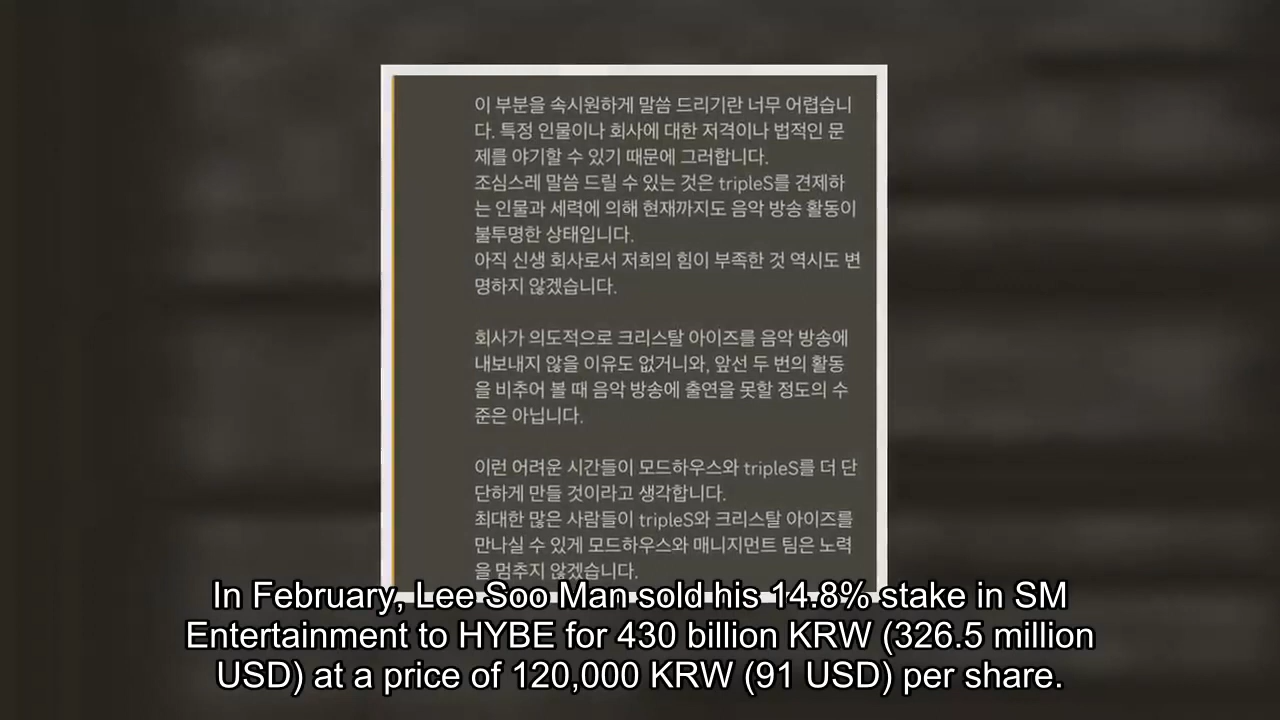 이 부분을 속시원하게 말씀 드리기란 너무 어렵습니
다. 특정 인물이나 회사에 대한 저격이나 법적인 문
제를 야기할 수 있기 때문에 그러합니다.
조심스레 말씀 드릴 수 있는 것은 tripleS를 견제하
는 인물과 세력에 의해 현재까지도 음악 방송 활동이
불투명한 상태입니다.
아직 신생 회사로서 저희의 힘이 부족한 것 역시도 변
명하지 않겠습니다.
회사가 의도적으로 크리스탈 아이즈를 음악 방송에
내보내지 않을 이유도 없거니와, 앞선 두 번의 활동
을 비추어 볼 때 음악 방송에 출연을 못할 정도의 수
준은 아닙니다.
이런 어려운 시간들이 모드하우스와 tripleS를 더 단
단하게 만들 것이라고 생각합니다.
최대한 많은 사람들이 tripleS와 크리스탈 아이즈를
만나실 수 있게 모드하우스와 매니지먼트 팀은 노력
을 멈추지 않겠습니다.
In February, Lee Soo Man sold his 14.8% stake in SM
Entertainment to HYBE for 430 billion KRW (326.5 million
USD) at a price of 120,000 KRW (91 USD) per share.